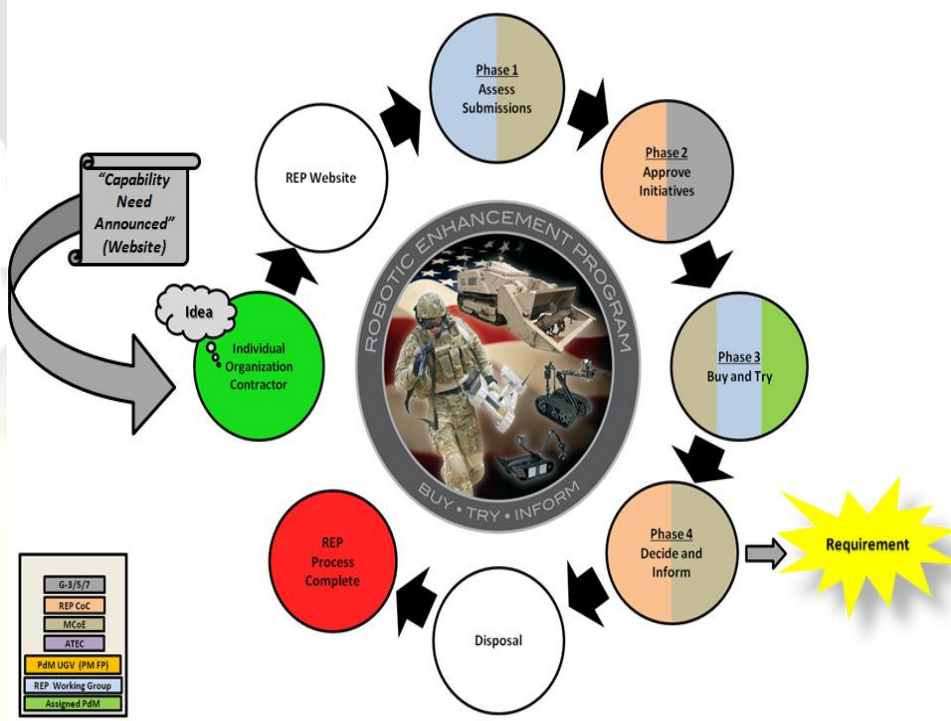 "Capability
Need
Announced"
(Website)
Idea
Individual
Organization
Contractor
REP Website
Phase 1
Assess
Submissions
Phase 2
Approve
Initiatives
Phase 3
Buy and Try
Phase 4
Decide and
Inform
Requirement
Disposal
REP
Process
Complete
ROBOTIC ENHANCEMENT PROGRAM
BUY • TRY • INFORM
G-3/5/7
REP CoC
MCoE
ATEC
PdM UGV (PM FP)
REP Working Group
Assigned PdM